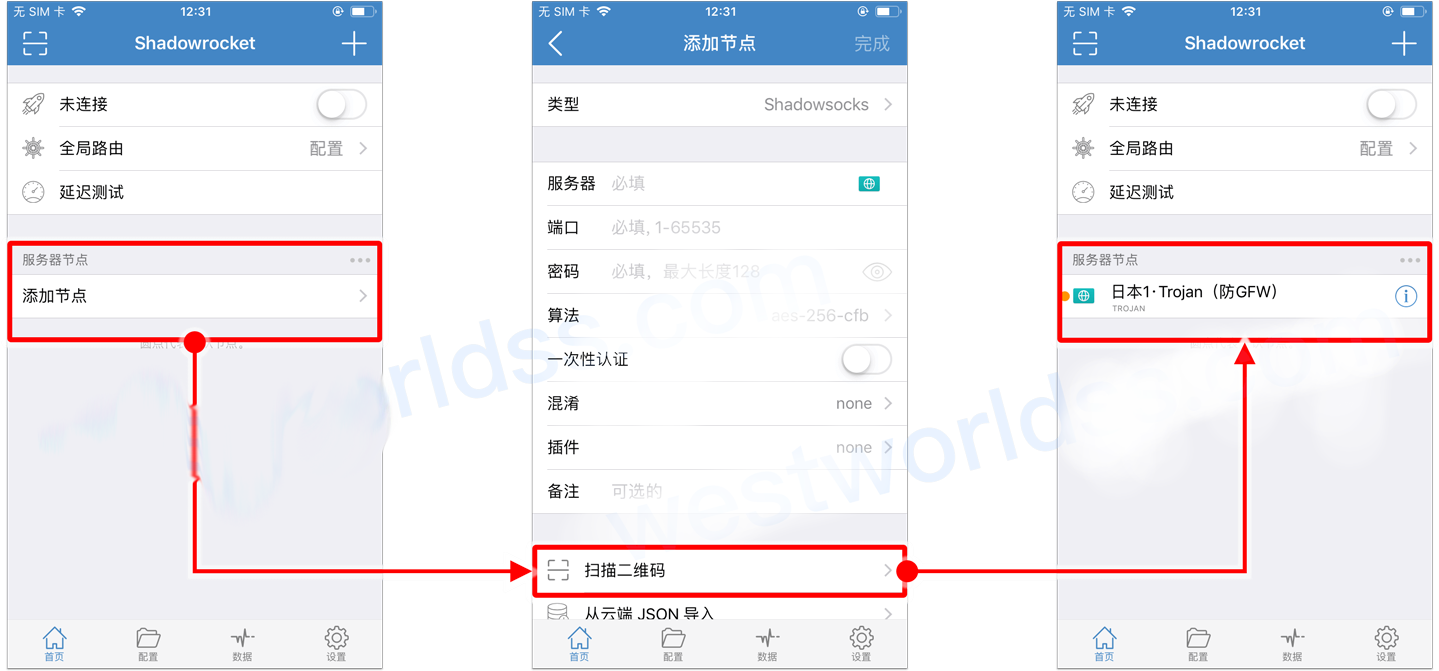 无 SIM 卡
12:31
Shadowrocket
未连接
全局路由
配置
延迟测试
服务器节点
添加节点
首页
配置
数据
设置
无 SIM 卡
12:31
添加节点
完成
类型
Shadowsocks
服务器
必填
端口
必填, 1-65535
密码
必填，最大长度128
算法
aes-256-cfb
一次性认证
混淆
none
插件
none
备注
可选的
扫描二维码
从云端 JSON 导入
首页
配置
数据
设置
无 SIM 卡
12:31
Shadowrocket
未连接
全局路由
配置
延迟测试
服务器节点
日本1·Trojan（防GFW）
TROJAN
首页
配置
数据
设置
worldss.com
westworldss.com